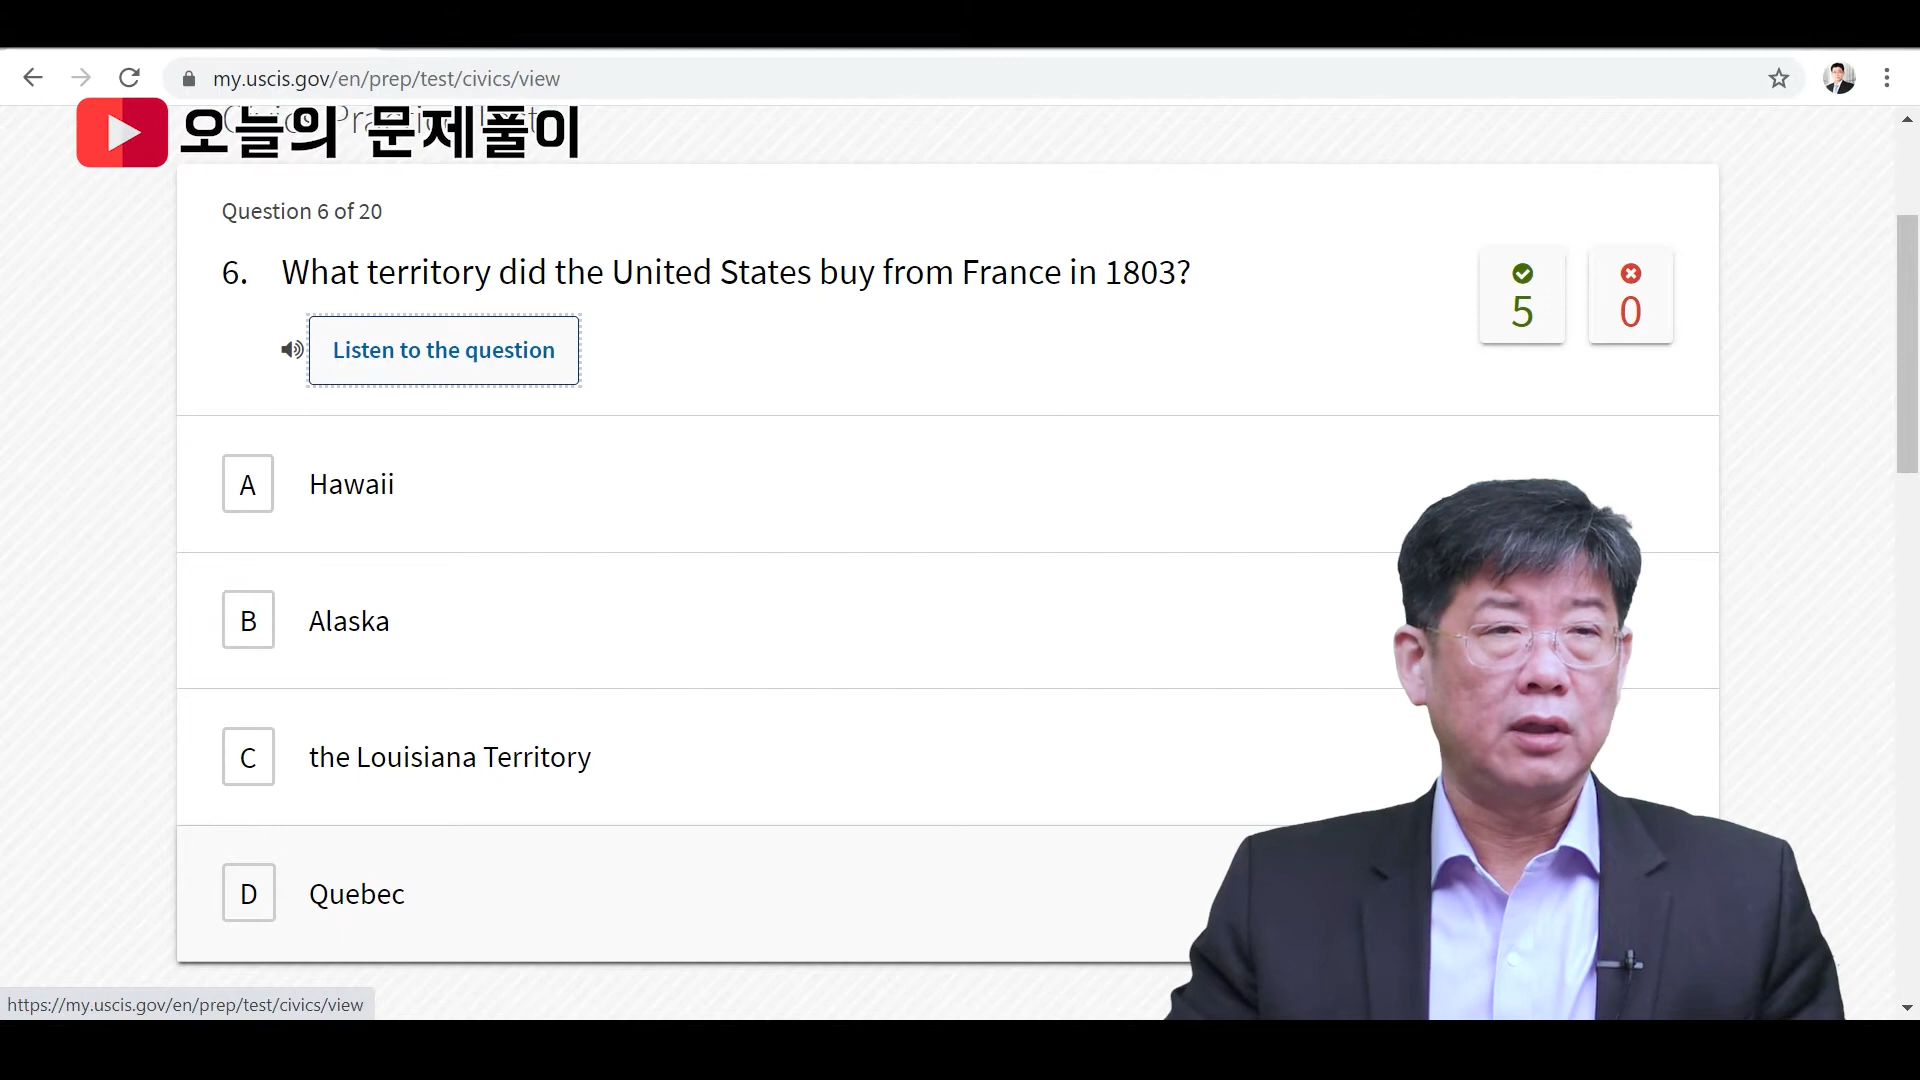 my.uscis.gov/en/prep/test/civics/view
오늘의 문제풀이
Question 6 of 20
6. What territory did the United States buy from France in 1803?
5
0
Listen to the question
A Hawaii
B Alaska
C the Louisiana Territory
D Quebec
https://my.uscis.gov/en/prep/test/civics/view